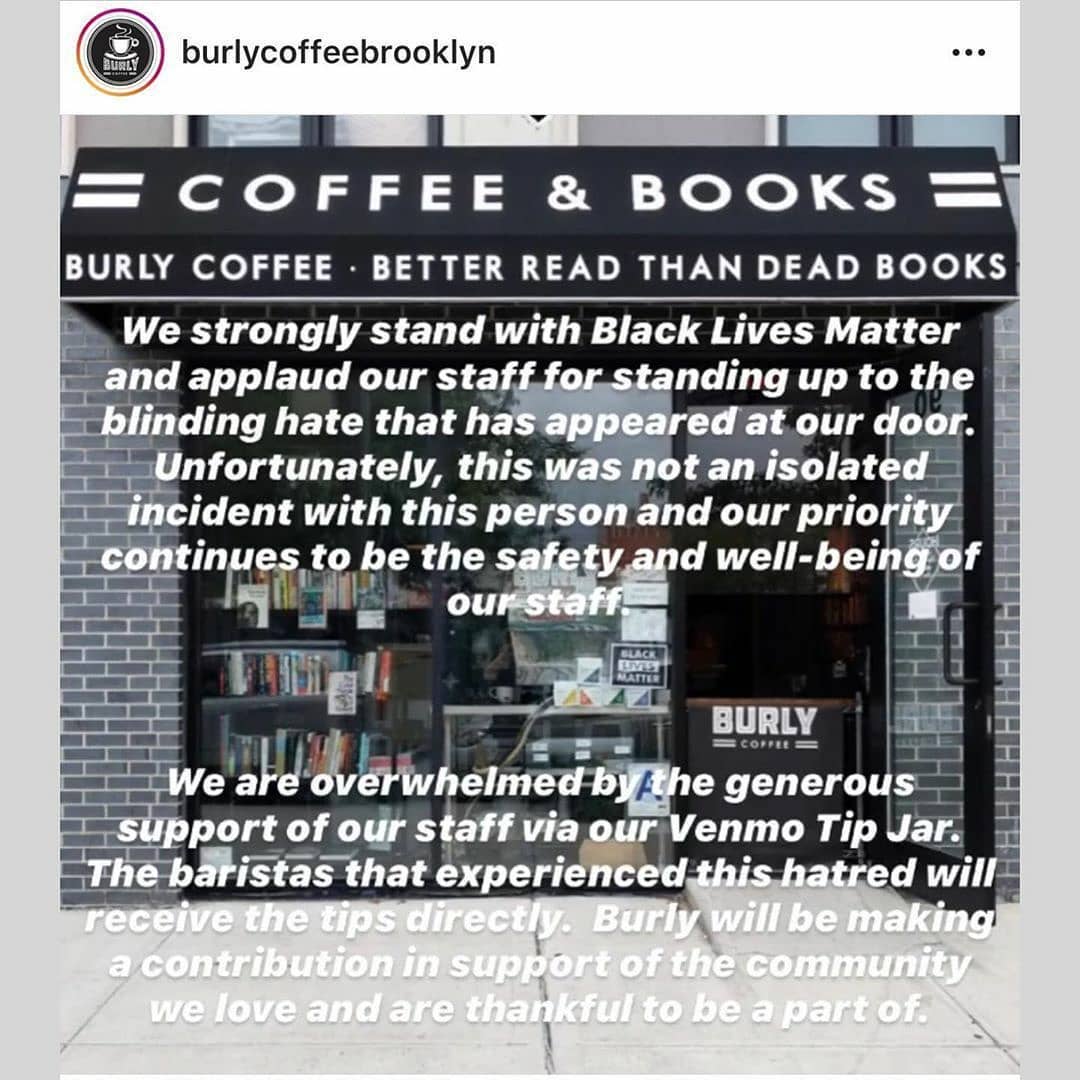 BURLY
COFFEE
burlycoffeebrooklyn
COFFEE & BOOKS
BURLY COFFEE · BETTER READ THAN DEAD BOOKS
We strongly stand with Black Lives Matter
and applaud our staff for standing up to the
blinding hate that has appeared at our door.
Unfortunately, this was not an isolated
incident with this person and our priority
continues to be the safety and well-being of
our staff.
BLACK
LIVES
MATTER
BURLY
COFFEE
We are overwhelmed by the generous
support of our staff via our Venmo Tip Jar.
The baristas that experienced this hatred will
receive the tips directly. Burly will be making
a contribution in support of the community
we love and are thankful to be a part of.
A